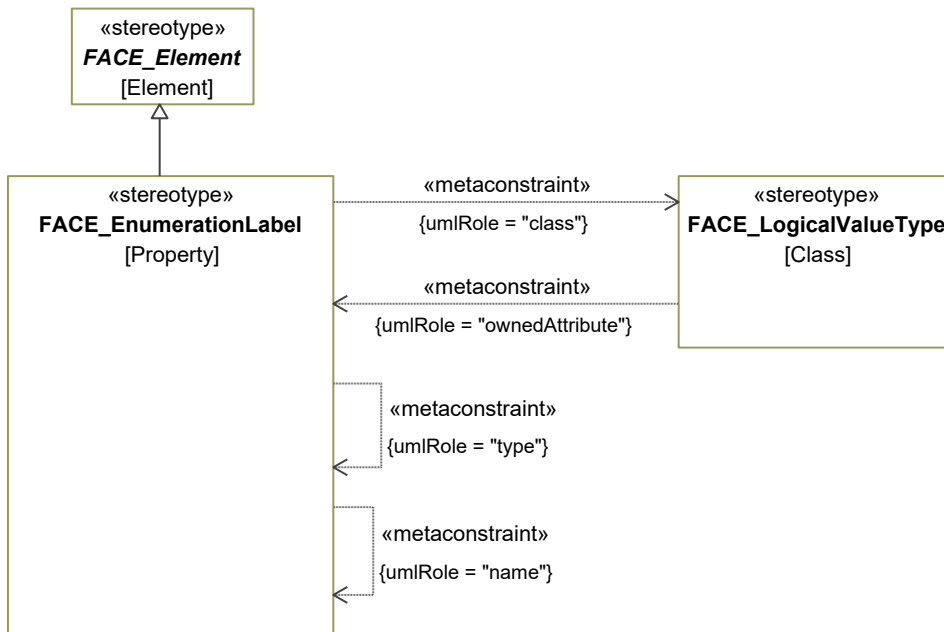 «stereotype»
FACE_Element
[Element]
«stereotype»
FACE_EnumerationLabel
[Property]
«metaconstraint»
{umlRole = "class"}
«stereotype»
FACE_LogicalValueType
[Class]
«metaconstraint»
{umlRole = "ownedAttribute"}
«metaconstraint»
{umlRole = "type"}
«metaconstraint»
{umlRole = "name"}